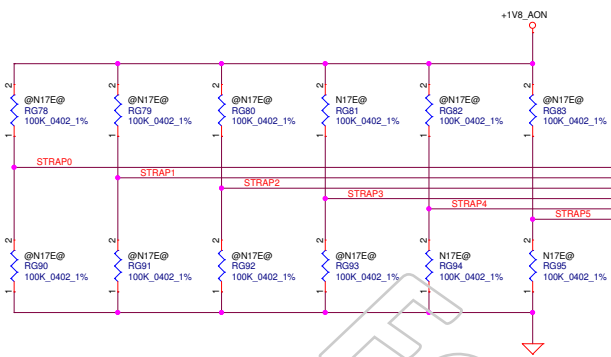 +1V8_AON
2
@N17E@
RG78
100K_0402_1%
1
2
@N17E@
RG79
100K_0402_1%
1
2
@N17E@
RG80
100K_0402_1%
1
2
N17E@
RG81
100K_0402_1%
1
2
@N17E@
RG82
100K_0402_1%
1
2
@N17E@
RG83
100K_0402_1%
1
STRAP0
STRAP1
STRAP2
STRAP3
STRAP4
STRAP5
2
@N17E@
RG90
100K_0402_1%
1
2
@N17E@
RG91
100K_0402_1%
1
2
@N17E@
RG92
100K_0402_1%
1
2
@N17E@
RG93
100K_0402_1%
1
2
N17E@
RG94
100K_0402_1%
1
2
N17E@
RG95
100K_0402_1%
1